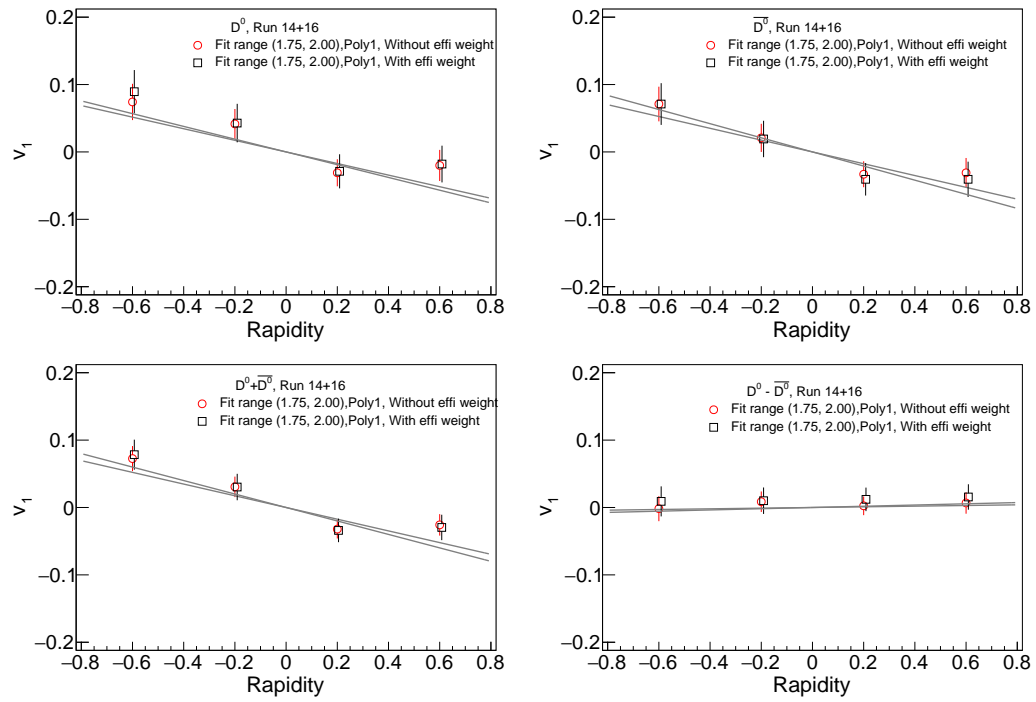 D⁰, Run 14+16
Fit range (1.75, 2.00),Poly1, Without effi weight
Fit range (1.75, 2.00),Poly1, With effi weight
0.2
0.1
0
−0.1
−0.2
v₁
−0.8 −0.6 −0.4 −0.2 0 0.2 0.4 0.6 0.8
Rapidity
D̅⁰, Run 14+16
Fit range (1.75, 2.00),Poly1, Without effi weight
Fit range (1.75, 2.00),Poly1, With effi weight
0.2
0.1
0
−0.1
−0.2
v₁
−0.8 −0.6 −0.4 −0.2 0 0.2 0.4 0.6 0.8
Rapidity
D⁰+D̅⁰, Run 14+16
Fit range (1.75, 2.00),Poly1, Without effi weight
Fit range (1.75, 2.00),Poly1, With effi weight
0.2
0.1
0
−0.1
−0.2
v₁
−0.8 −0.6 −0.4 −0.2 0 0.2 0.4 0.6 0.8
Rapidity
D⁰ - D̅⁰, Run 14+16
Fit range (1.75, 2.00),Poly1, Without effi weight
Fit range (1.75, 2.00),Poly1, With effi weight
0.2
0.1
0
−0.1
−0.2
v₁
−0.8 −0.6 −0.4 −0.2 0 0.2 0.4 0.6 0.8
Rapidity